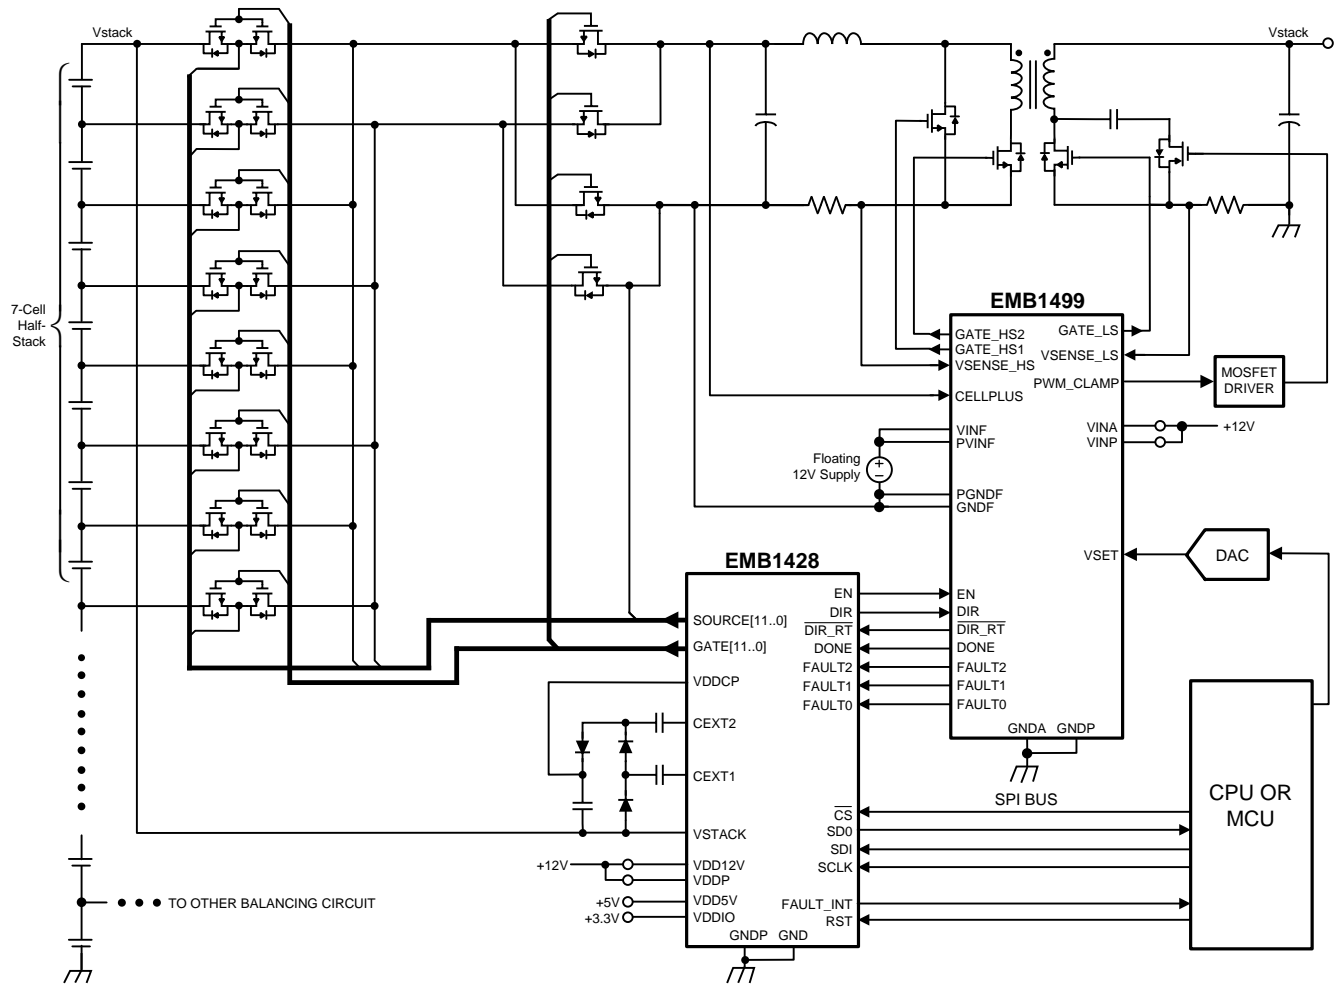 Vstack
Vstack
7-Cell
Half-
Stack
EMB1499
GATE_HS2
GATE_HS1
VSENSE_HS
CELLPLUS
VINF
PVINF
PGNDF
GNDF
EN
DIR
DIR_RT
DONE
FAULT2
FAULT1
FAULT0
GATE_LS
VSENSE_LS
PWM_CLAMP
VINA
VINP
VSET
GNDA GNDP
MOSFET
DRIVER
+12V
Floating
12V Supply
+
−
DAC
EMB1428
SOURCE[11..0]
GATE[11..0]
VDDCP
CEXT2
CEXT1
VSTACK
VDD12V
VDDP
VDD5V
VDDIO
GNDP GND
EN
DIR
DIR_RT
DONE
FAULT2
FAULT1
FAULT0
CS
SD0
SDI
SCLK
FAULT_INT
RST
+12V
+5V
+3.3V
SPI BUS
CPU OR
MCU
TO OTHER BALANCING CIRCUIT